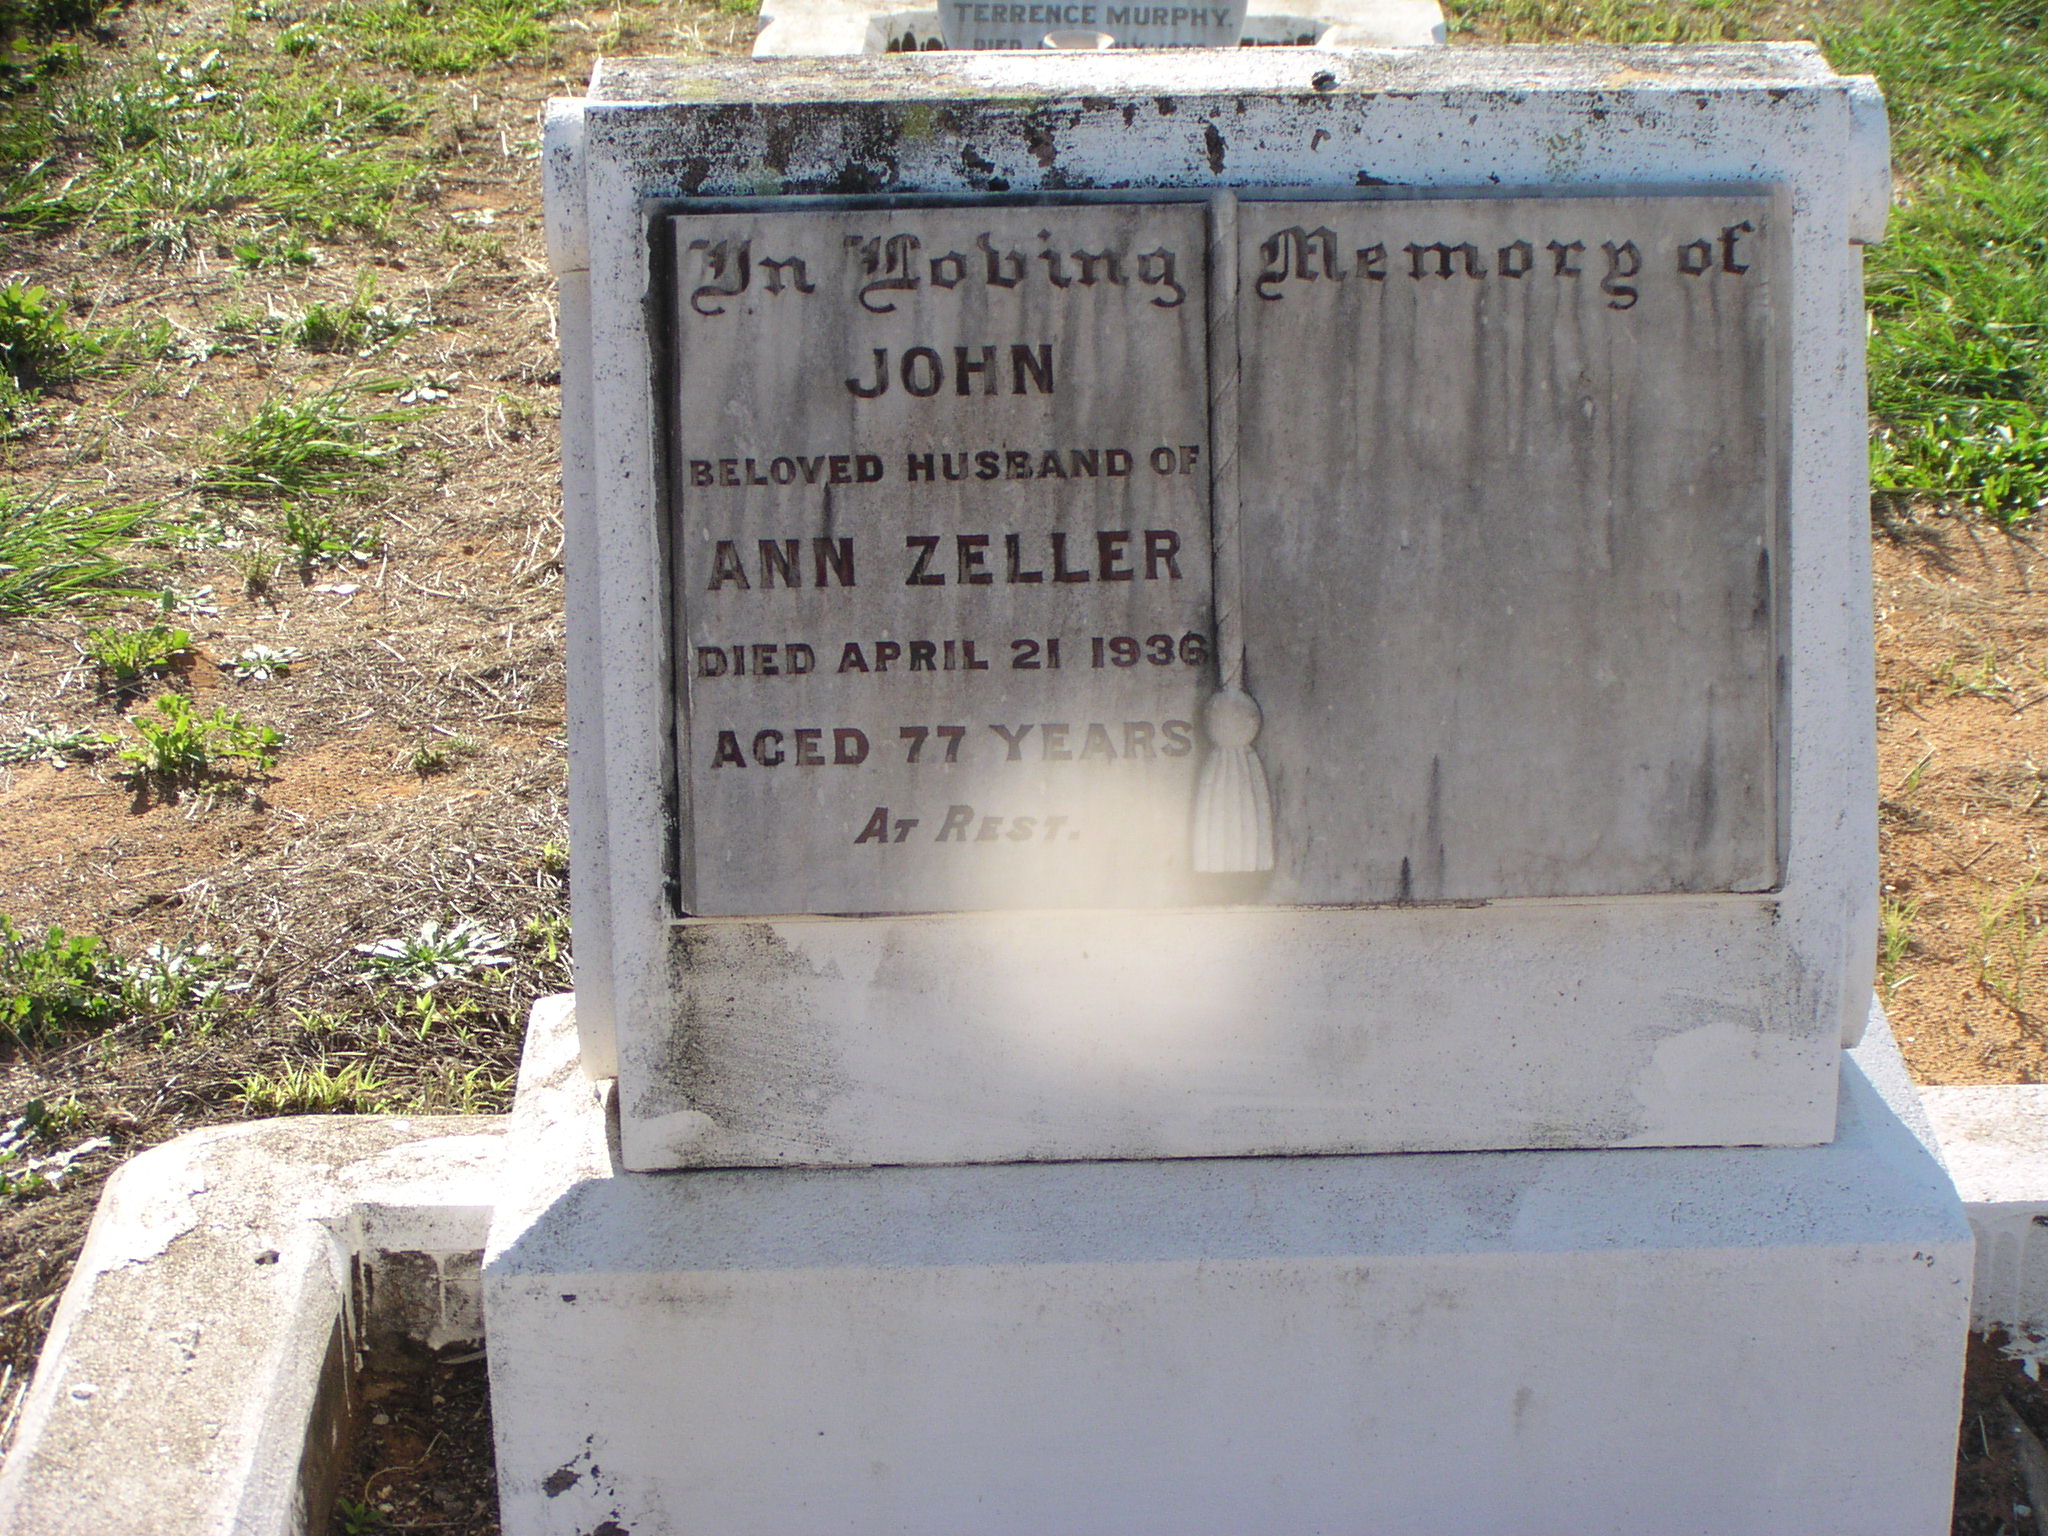 TERRENCE MURPHY.
DIED
In Loving Memory of
JOHN
BELOVED HUSBAND OF
ANN ZELLER
DIED APRIL 21 1936
AGED 77 YEARS
At Rest.